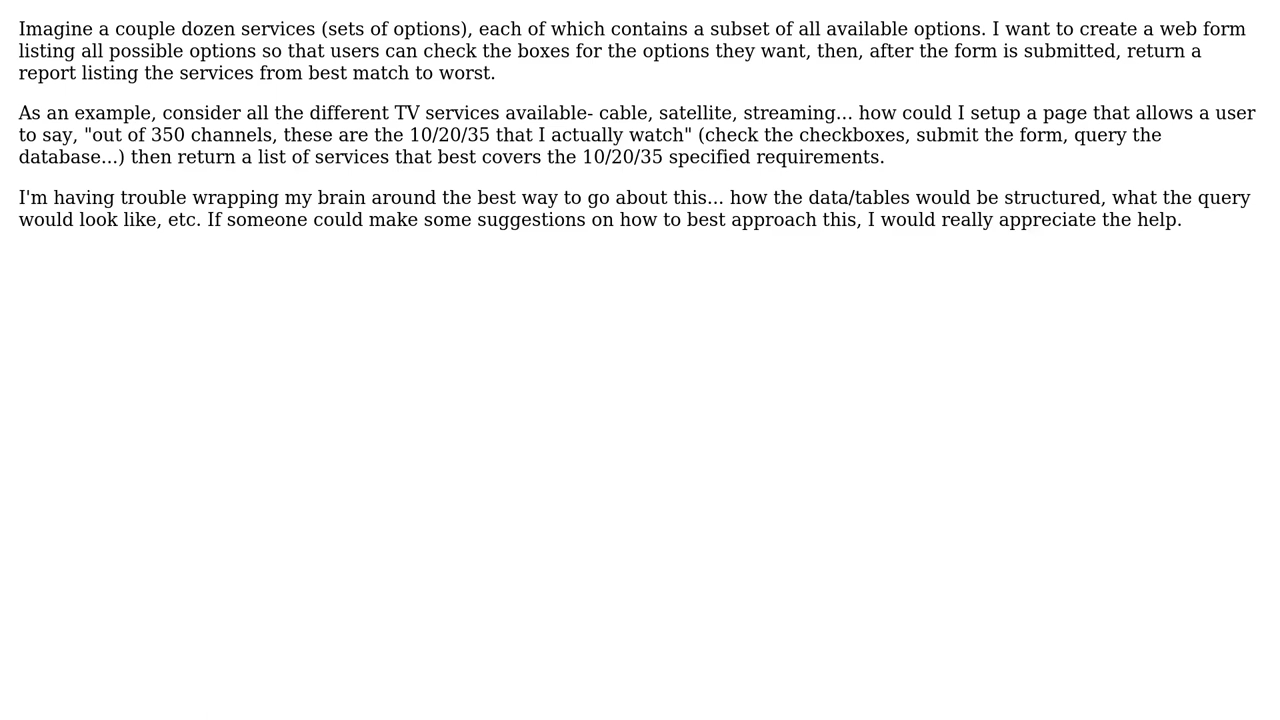 Imagine a couple dozen services (sets of options), each of which contains a subset of all available options. I want to create a web form
listing all possible options so that users can check the boxes for the options they want, then, after the form is submitted, return a
report listing the services from best match to worst.
As an example, consider all the different TV services available- cable, satellite, streaming... how could I setup a page that allows a user
to say, "out of 350 channels, these are the 10/20/35 that I actually watch" (check the checkboxes, submit the form, query the
database...) then return a list of services that best covers the 10/20/35 specified requirements.
I'm having trouble wrapping my brain around the best way to go about this... how the data/tables would be structured, what the query
would look like, etc. If someone could make some suggestions on how to best approach this, I would really appreciate the help.